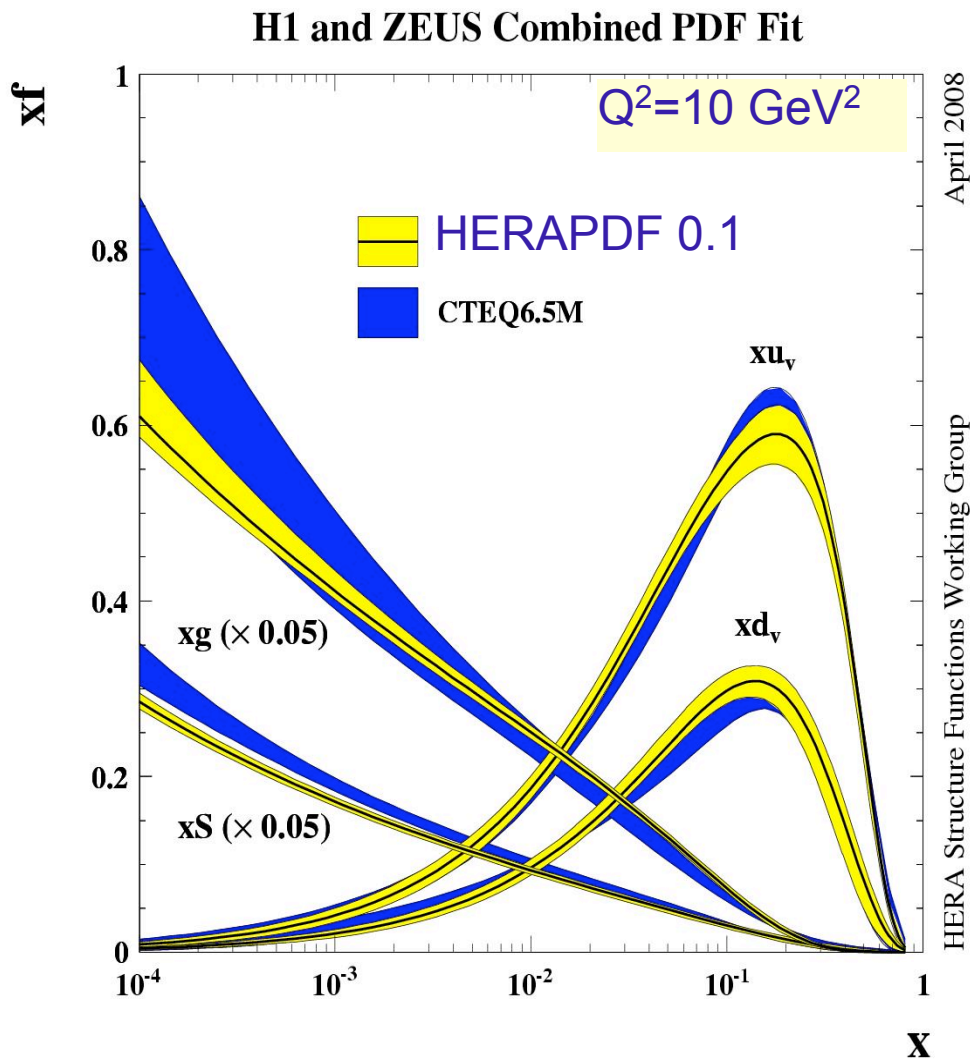 H1 and ZEUS Combined PDF Fit
xf
1
Q²=10 GeV²
April 2008
HERAPDF 0.1
0.8
CTEQ6.5M
xuᵥ
0.6
HERA Structure Functions Working Group
0.4
xg (× 0.05)
xdᵥ
0.2
xS (× 0.05)
0
10⁻⁴ 10⁻³ 10⁻² 10⁻¹ 1
x